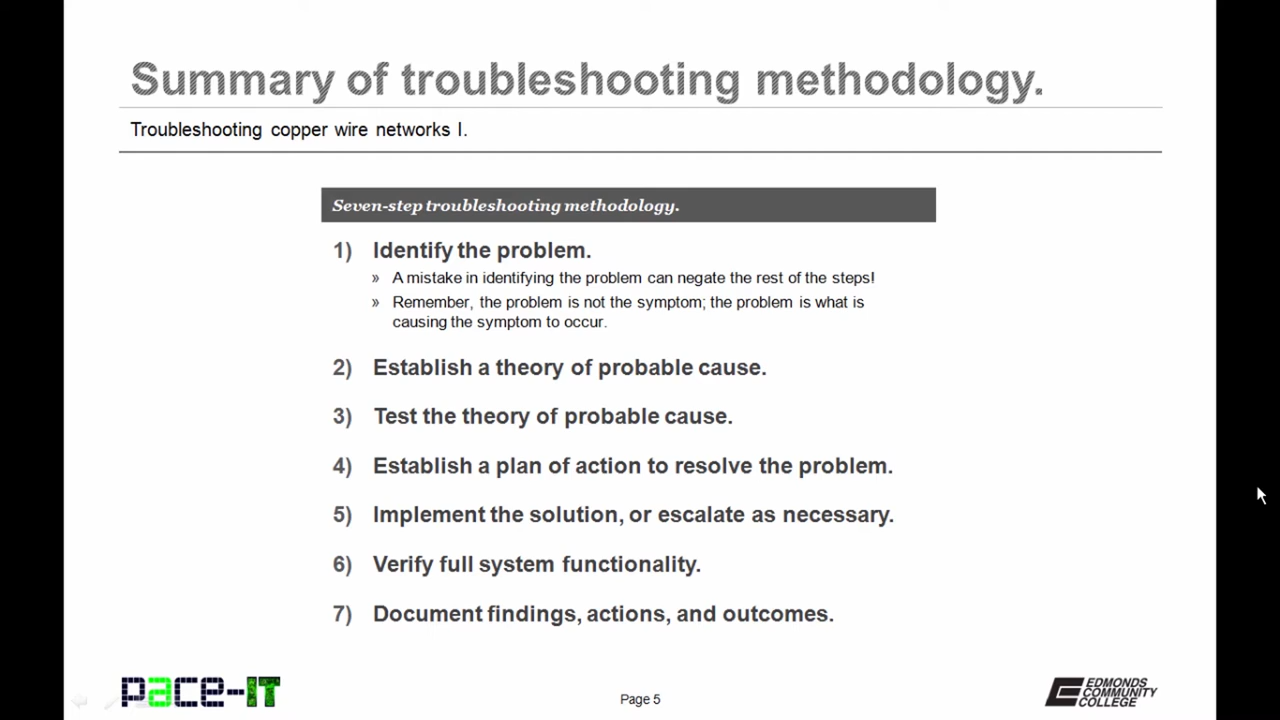 Summary of troubleshooting methodology.
Troubleshooting copper wire networks I.
Seven-step troubleshooting methodology.
1) Identify the problem.
» A mistake in identifying the problem can negate the rest of the steps!
» Remember, the problem is not the symptom; the problem is what is
causing the symptom to occur.
2) Establish a theory of probable cause.
3) Test the theory of probable cause.
4) Establish a plan of action to resolve the problem.
5) Implement the solution, or escalate as necessary.
6) Verify full system functionality.
7) Document findings, actions, and outcomes.
pace-IT
Page 5
EDMONDS
COMMUNITY
COLLEGE